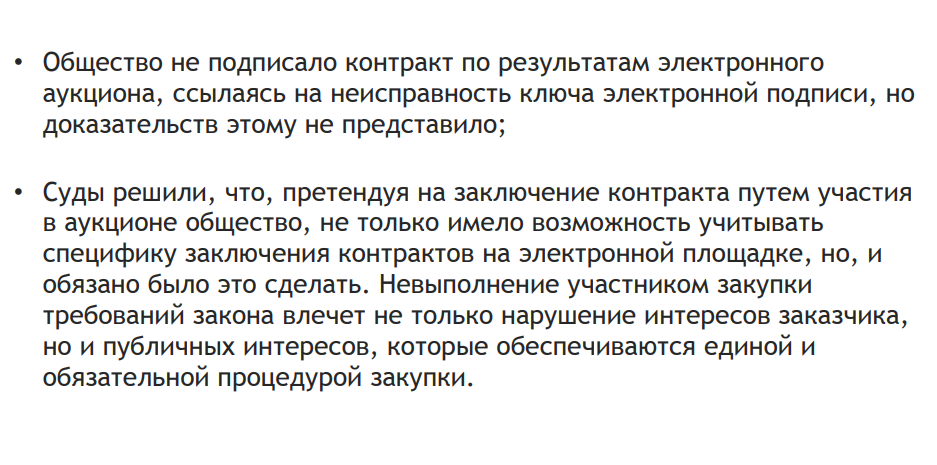 • Общество не подписало контракт по результатам электронного
аукциона, ссылаясь на неисправность ключа электронной подписи, но
доказательств этому не представило;
• Суды решили, что, претендуя на заключение контракта путем участия
в аукционе общество, не только имело возможность учитывать
специфику заключения контрактов на электронной площадке, но, и
обязано было это сделать. Невыполнение участником закупки
требований закона влечет не только нарушение интересов заказчика,
но и публичных интересов, которые обеспечиваются единой и
обязательной процедурой закупки.